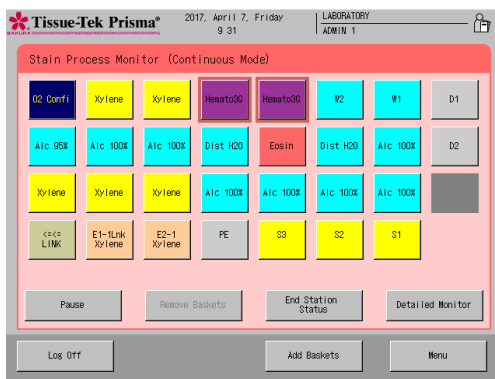 Tissue-Tek Prisma®
SAKURA
2017, April 7, Friday
9 31
LABORATORY
ADMIN 1
Stain Process Monitor (Continuous Mode)
02 Confi
Xylene
Xylene
Hemato3G
Hemato3G
W2
W1
D1
Alc 95%
Alc 100%
Alc 100%
Dist H2O
Eosin
Dist H2O
Alc 100%
D2
Xylene
Xylene
Xylene
Alc 100%
Alc 100%
Alc 100%
Alc 100%
<=<=
LINK
E1-1Lnk
Xylene
E2-1
Xylene
PE
S3
S2
S1
Pause
Remove Baskets
End Station
Status
Detailed Monitor
Log Off
Add Baskets
Menu